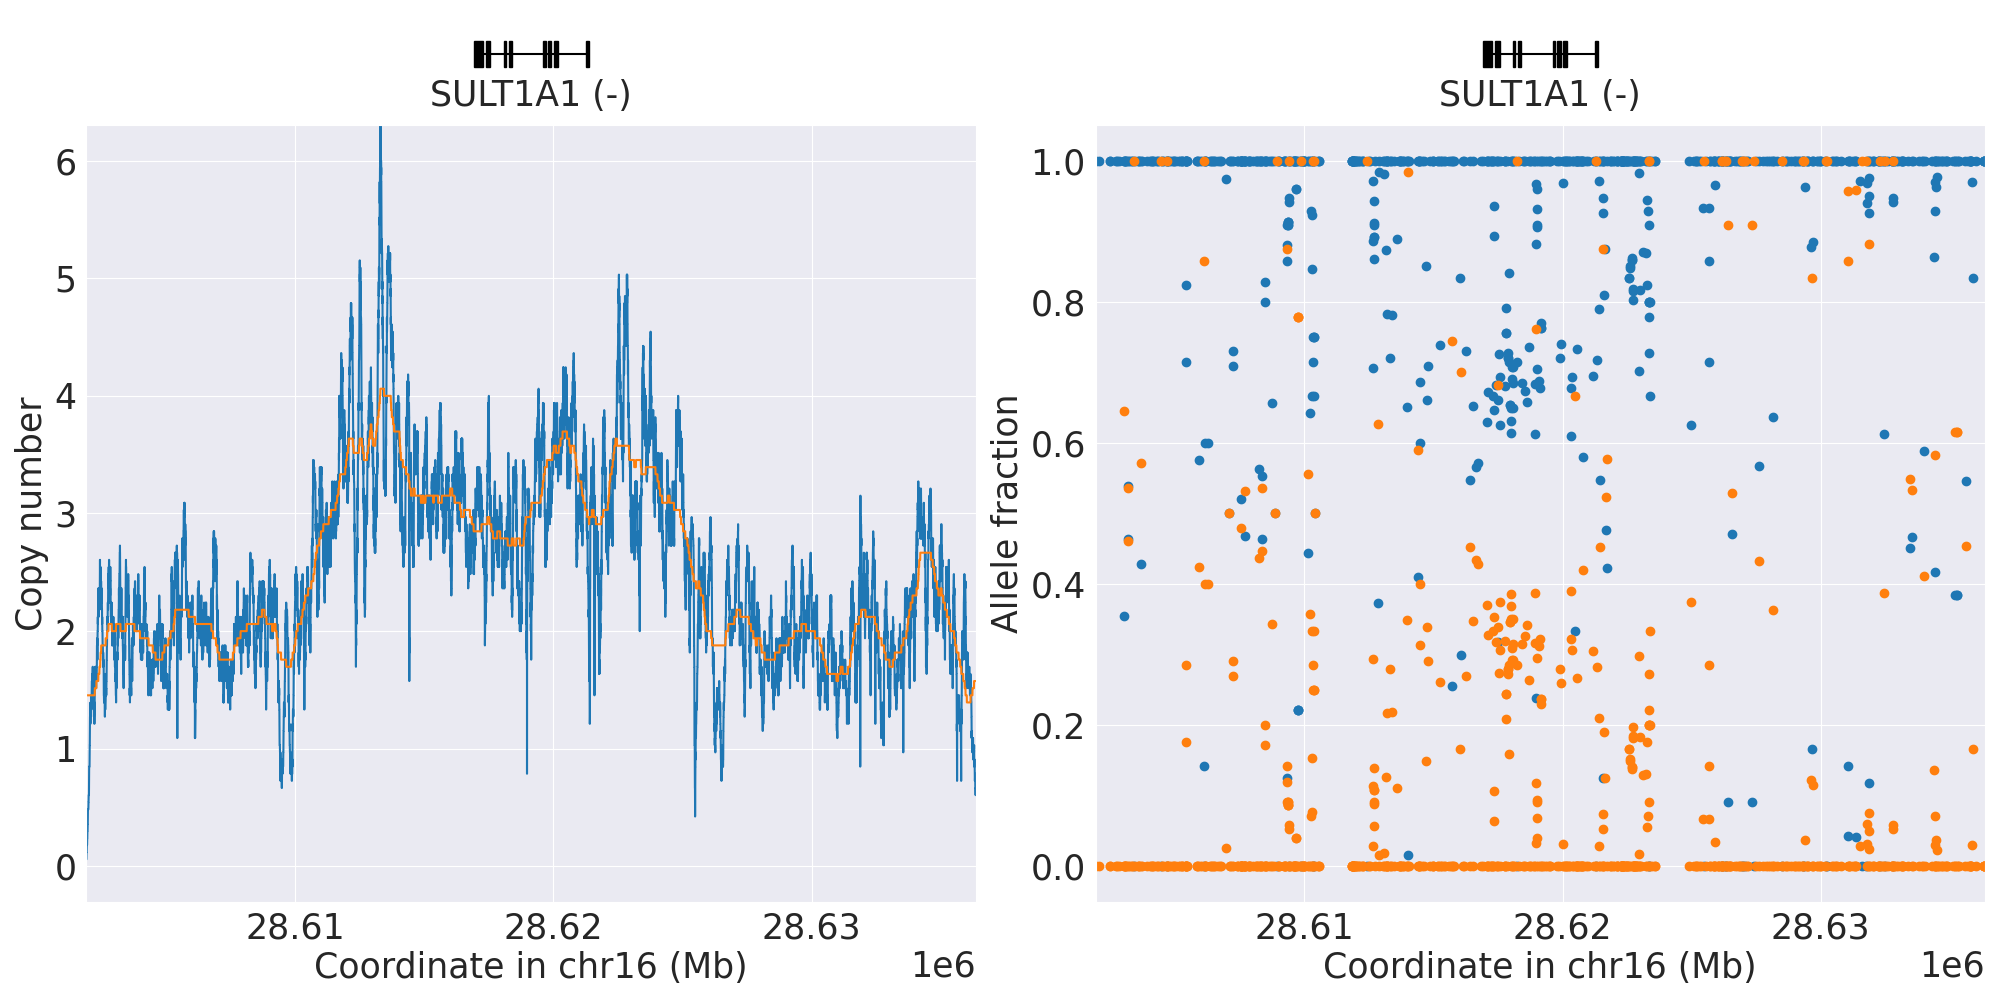 SULT1A1 (-)
Copy number
6
5
4
3
2
1
0
28.61
28.62
28.63
Coordinate in chr16 (Mb)
1e6
SULT1A1 (-)
Allele fraction
1.0
0.8
0.6
0.4
0.2
0.0
28.61
28.62
28.63
Coordinate in chr16 (Mb)
1e6